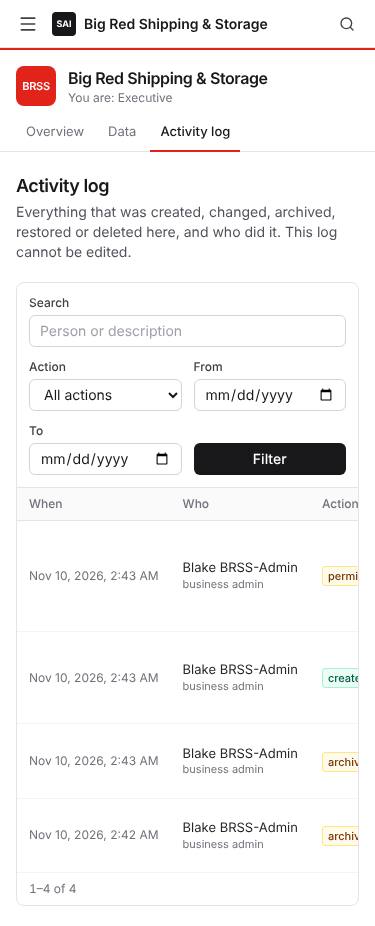 SAI Big Red Shipping & Storage
BRSS
Big Red Shipping & Storage
You are: Executive
Overview Data Activity log
Activity log
Everything that was created, changed, archived,
restored or deleted here, and who did it. This log
cannot be edited.
Search
Person or description
Action From
All actions mm/dd/yyyy
To
mm/dd/yyyy Filter
When Who Action
Nov 10, 2026, 2:43 AM Blake BRSS-Admin permi
business admin
Nov 10, 2026, 2:43 AM Blake BRSS-Admin create
business admin
Nov 10, 2026, 2:43 AM Blake BRSS-Admin archiv
business admin
Nov 10, 2026, 2:42 AM Blake BRSS-Admin archiv
business admin
1–4 of 4